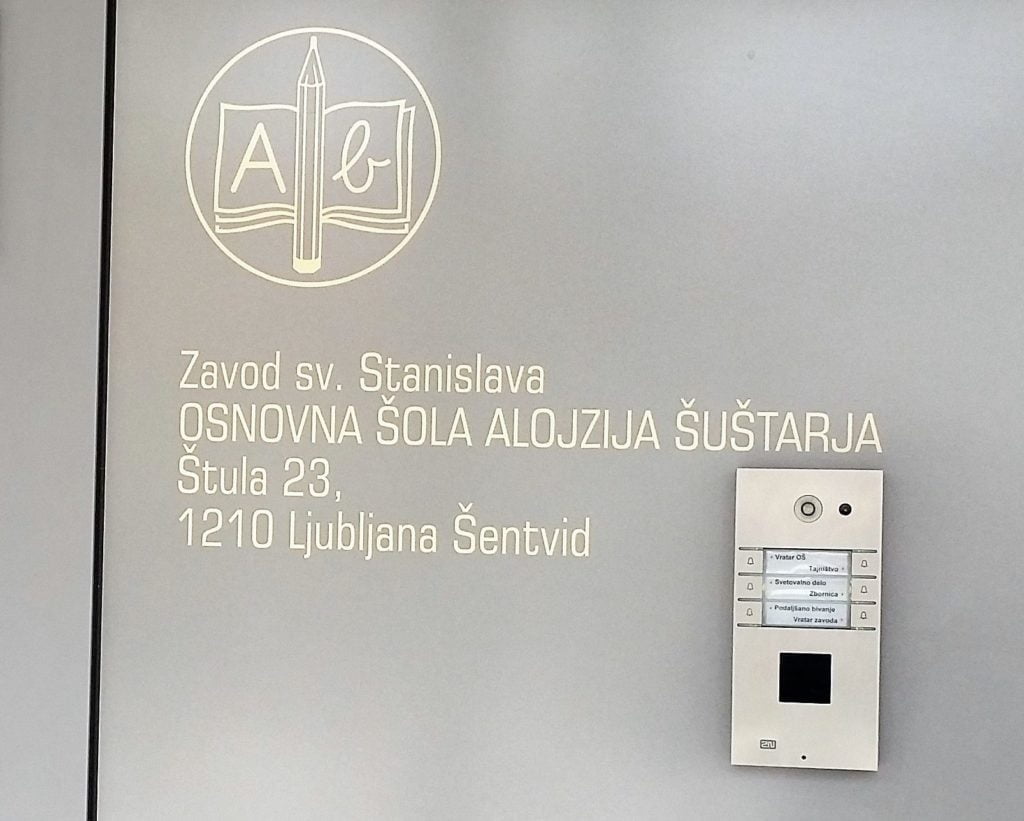 A b
Zavod sv. Stanislava
OSNOVNA ŠOLA ALOJZIJA ŠUŠTARJA
Štula 23,
1210 Ljubljana Šentvid
Vratar OŠ
Tajništvo
Svetovalno delo
Zbornica
Podaljšano bivanje
Vratar zavoda
2N